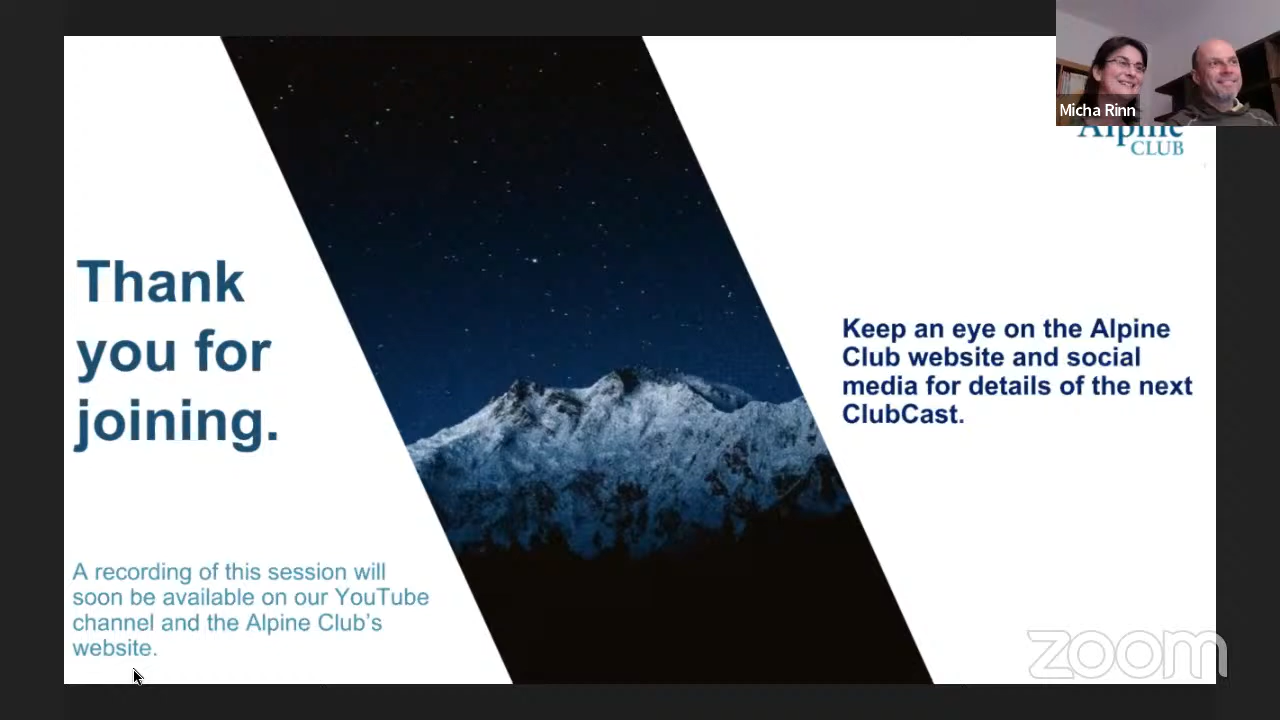 Micha Rinn
Alpine
CLUB
Thank
you for
joining.
Keep an eye on the Alpine
Club website and social
media for details of the next
ClubCast.
A recording of this session will
soon be available on our YouTube
channel and the Alpine Club's
website.
zoom